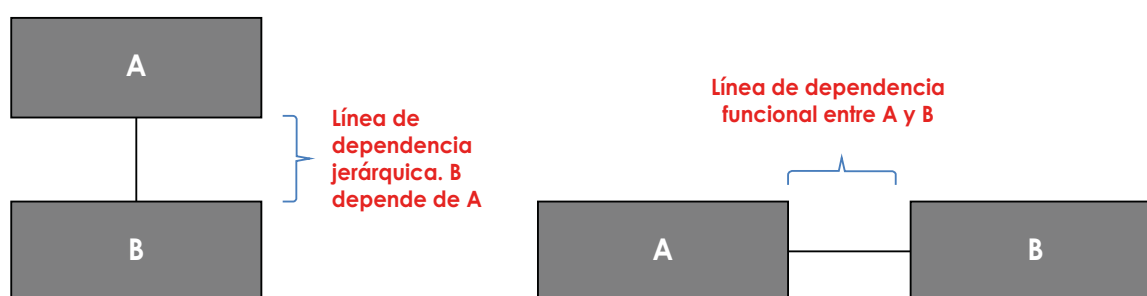 A
Línea de
dependencia
jerárquica. B
depende de A
B
Línea de dependencia
funcional entre A y B
A
B